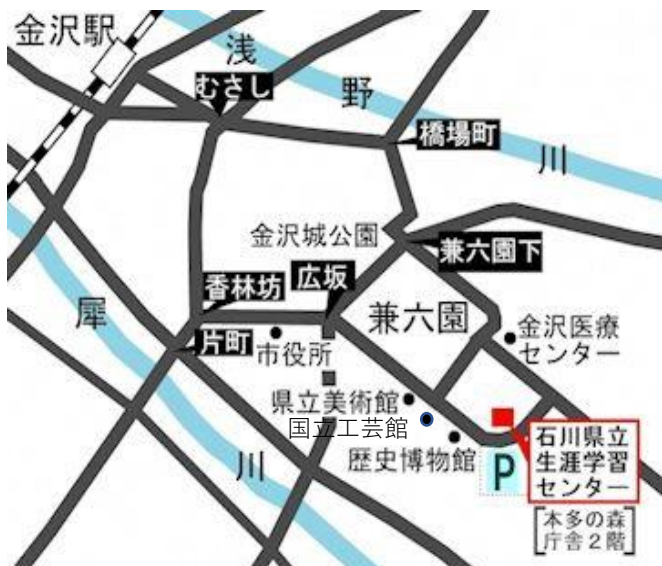 金沢駅
浅
野
川
むさし
橋場町
金沢城公園
兼六園下
香林坊
広坂
兼六園
金沢医療
センター
犀
川
片町
市役所
県立美術館
国立工芸館
歴史博物館
P
石川県立
生涯学習
センター
[本多の森
庁舎2階]